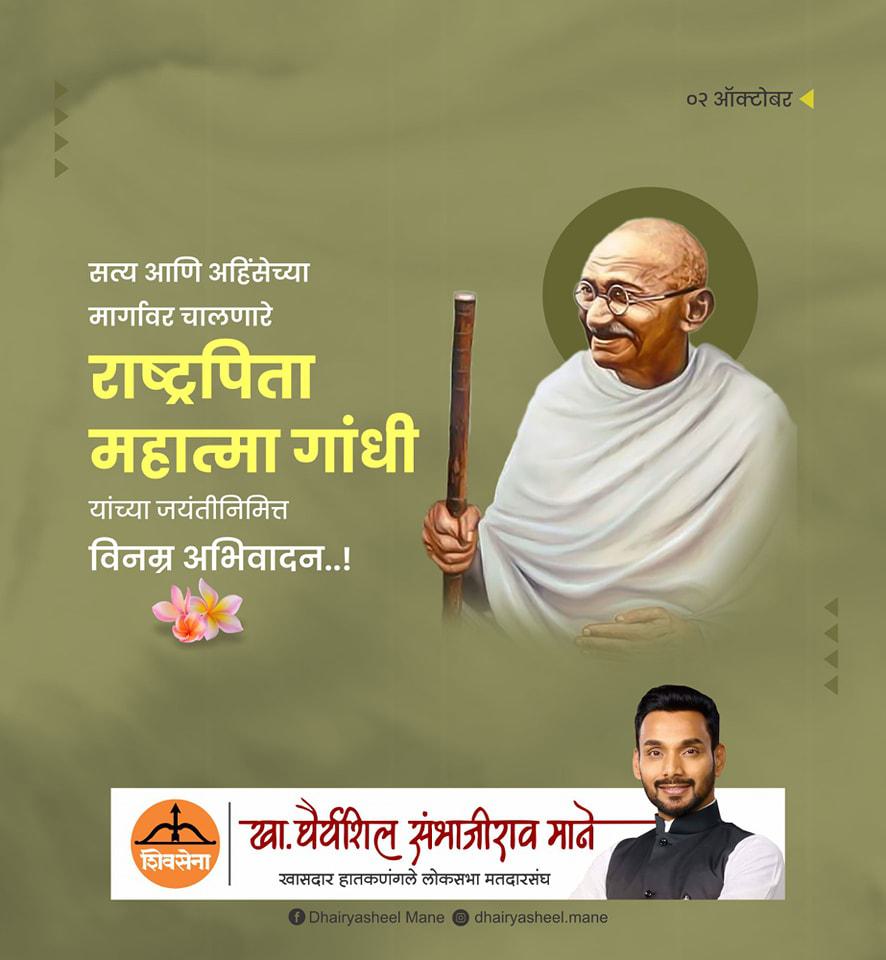 ०२ ऑक्टोबर
सत्य आणि अहिंसेच्या
मार्गावर चालणारे
राष्ट्रपिता
महात्मा गांधी
यांच्या जयंतीनिमित्त
विनम्र अभिवादन..!
शिवसेना
खा. धैर्यशिल संभाजीराव माने
खासदार हातकणंगले लोकसभा मतदारसंघ
Dhairyasheel Mane dhairyasheel.mane